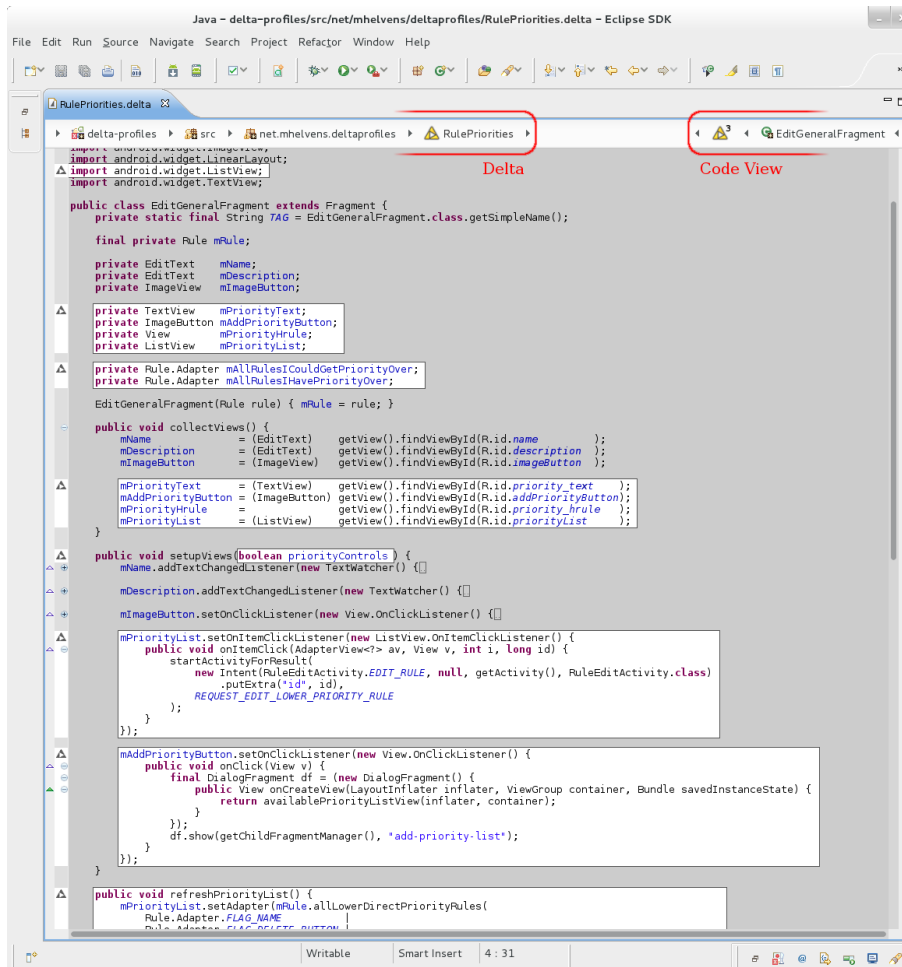 Java – delta-profiles/src/net/mhelvens/deltaprofiles/RulePriorities.delta – Eclipse SDK
File Edit Run Source Navigate Search Project Refactor Window Help
RulePriorities.delta
delta-profiles src net.mhelvens.deltaprofiles RulePriorities 3 EditGeneralFragment
Delta Code View
import android.widget.ImageView;
import android.widget.LinearLayout;
import android.widget.ListView;
import android.widget.TextView;
public class EditGeneralFragment extends Fragment {
private static final String TAG = EditGeneralFragment.class.getSimpleName();
final private Rule mRule;
private EditText mName;
private EditText mDescription;
private ImageView mImageButton;
private TextView mPriorityText;
private ImageButton mAddPriorityButton;
private View mPriorityHrule;
private ListView mPriorityList;
private Rule.Adapter mAllRulesICouldGetPriorityOver;
private Rule.Adapter mAllRulesIHavePriorityOver;
EditGeneralFragment(Rule rule) { mRule = rule; }
public void collectViews() {
mName = (EditText) getView().findViewById(R.id.name );
mDescription = (EditText) getView().findViewById(R.id.description );
mImageButton = (ImageView) getView().findViewById(R.id.imageButton );
mPriorityText = (TextView) getView().findViewById(R.id.priority_text );
mAddPriorityButton = (ImageButton) getView().findViewById(R.id.addPriorityButton);
mPriorityHrule = getView().findViewById(R.id.priority_hrule );
mPriorityList = (ListView) getView().findViewById(R.id.priorityList );
}
public void setupViews(boolean priorityControls ) {
mName.addTextChangedListener(new TextWatcher() {
mDescription.addTextChangedListener(new TextWatcher() {
mImageButton.setOnClickListener(new View.OnClickListener() {
mPriorityList.setOnItemClickListener(new ListView.OnItemClickListener() {
public void onItemClick(AdapterView<?> av, View v, int i, long id) {
startActivityForResult(
new Intent(RuleEditActivity.EDIT_RULE, null, getActivity(), RuleEditActivity.class)
.putExtra("id", id),
REQUEST_EDIT_LOWER_PRIORITY_RULE
);
}
});
mAddPriorityButton.setOnClickListener(new View.OnClickListener() {
public void onClick(View v) {
final DialogFragment df = (new DialogFragment() {
public View onCreateView(LayoutInflater inflater, ViewGroup container, Bundle savedInstanceState) {
return availablePriorityListView(inflater, container);
}
});
df.show(getChildFragmentManager(), "add-priority-list");
}
});
}
public void refreshPriorityList() {
mPriorityList.setAdapter(mRule.allLowerDirectPriorityRules(
Rule.Adapter.FLAG_NAME |
Rule.Adapter.FLAG_DELETE_BUTTON |
Writable Smart Insert 4 : 31